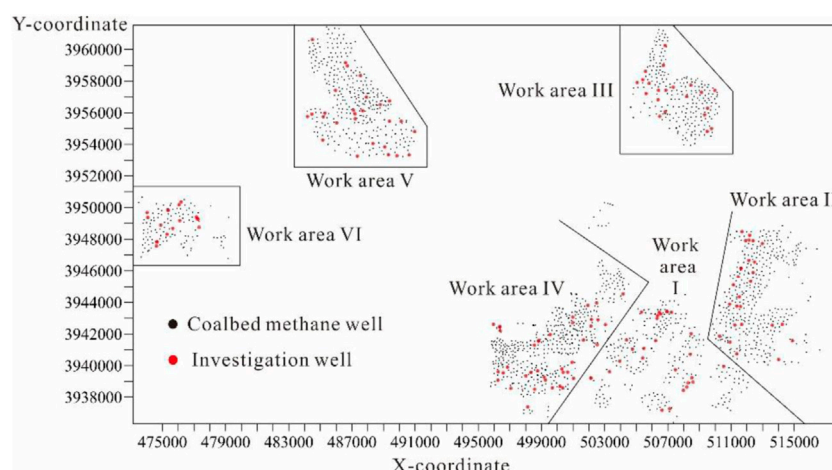 Y-coordinate
3960000
3958000
3956000
3954000
3952000
3950000
3948000
3946000
3944000
3942000
3940000
3938000
Work area III
Work area V
Work area II
Work area VI
Work
area
I
Work area IV
Coalbed methane well
Investigation well
475000 479000 483000 487000 491000 495000 499000 503000 507000 511000 515000
X-coordinate